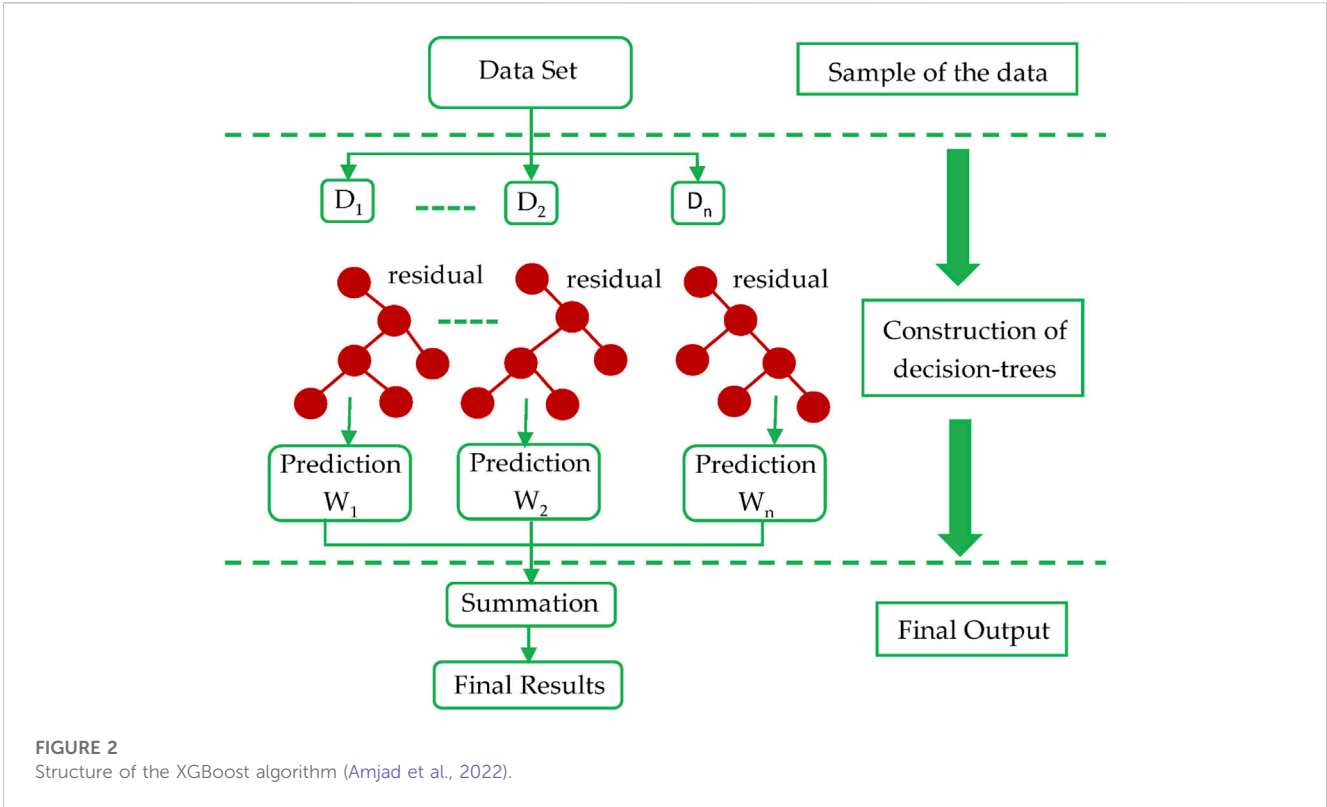 Data Set
Sample of the data
D₁
D₂
Dₙ
residual
residual
residual
Construction of
decision-trees
Prediction
W₁
Prediction
W₂
Prediction
Wₙ
Summation
Final Output
Final Results
FIGURE 2
Structure of the XGBoost algorithm (Amjad et al., 2022).